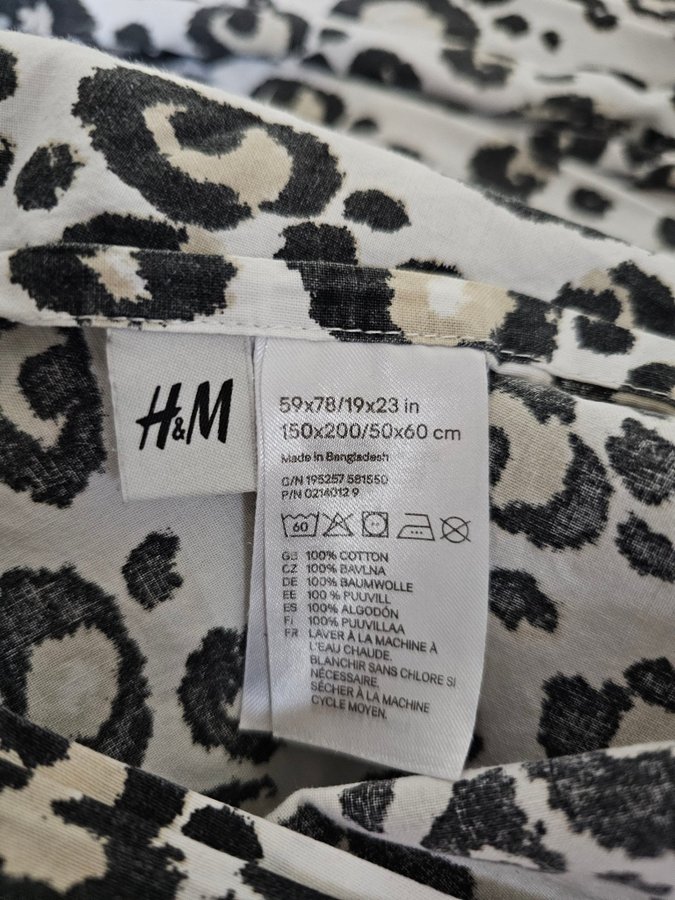 H&M
59x78/19x23 in
150x200/50x60 cm
Made in Bangladesh
C/N 195257 581550
P/N 0214012 9
60
GB 100% COTTON
CZ 100% BAVLNA
DE 100% BAUMWOLLE
EE 100 % PUUVILL
ES 100% ALGODÓN
FI 100% PUUVILLAA
FR LAVER À LA MACHINE À
L'EAU CHAUDE.
BLANCHIR SANS CHLORE SI
NÉCESSAIRE.
SÉCHER À LA MACHINE
CYCLE MOYEN.